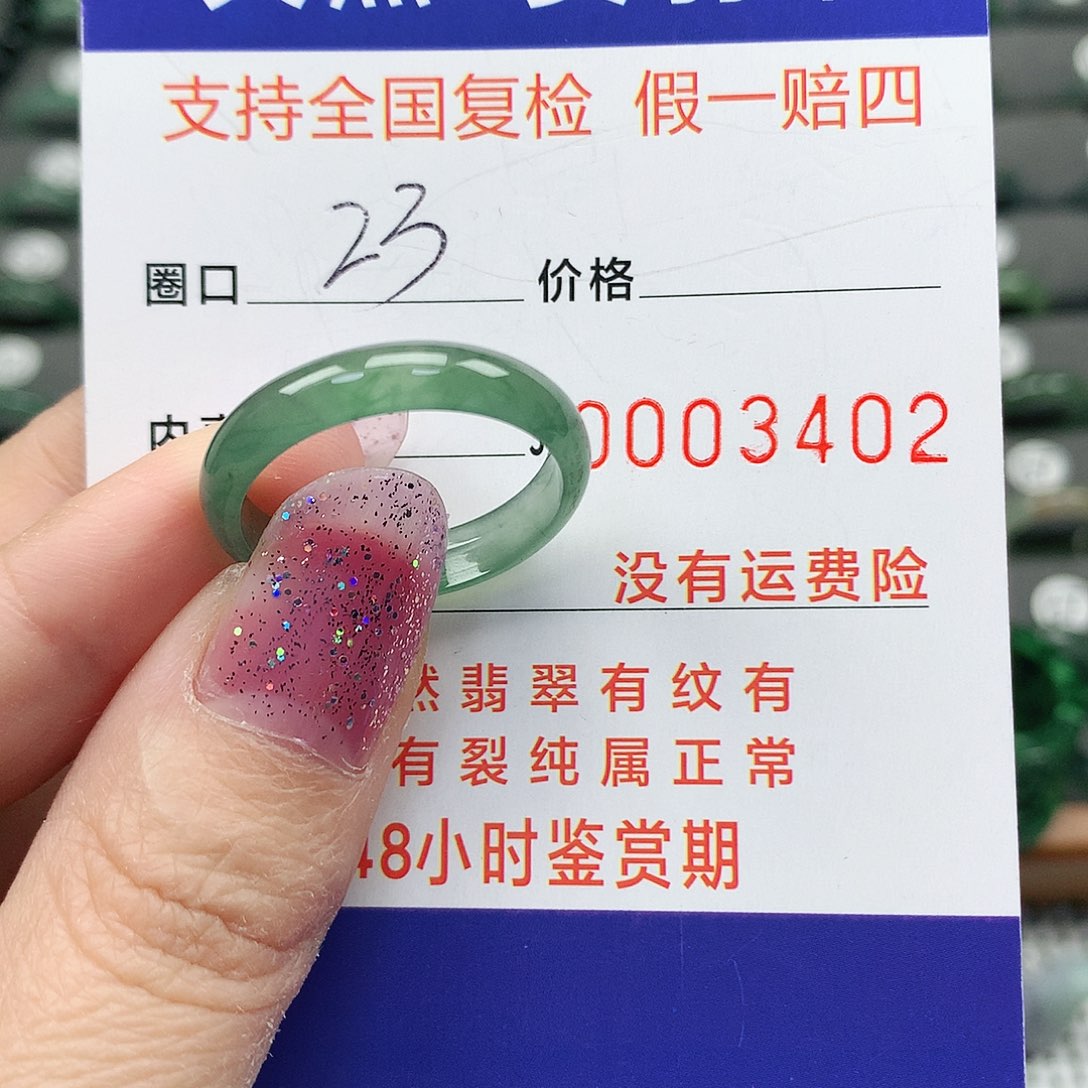 支持全国复检 假一赔四
圈口 23 价格
内
0003402
没有运费险
然翡翠有纹有
有裂纯属正常
48小时鉴赏期